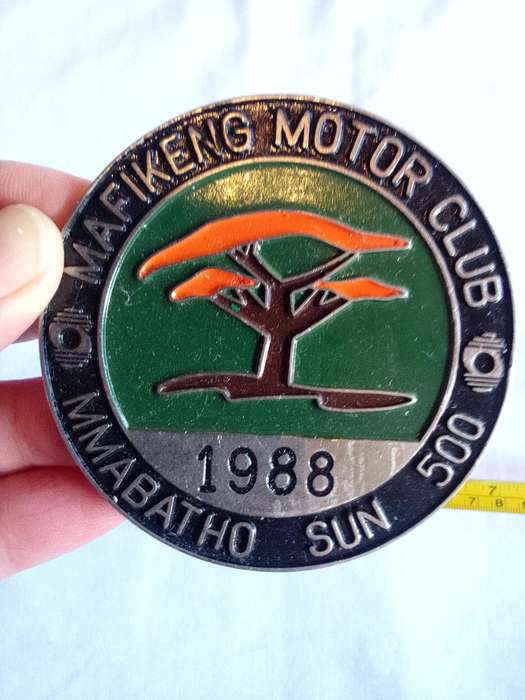 MAFIKENG MOTOR CLUB
1988
MMABATHO SUN 500
7
7 8